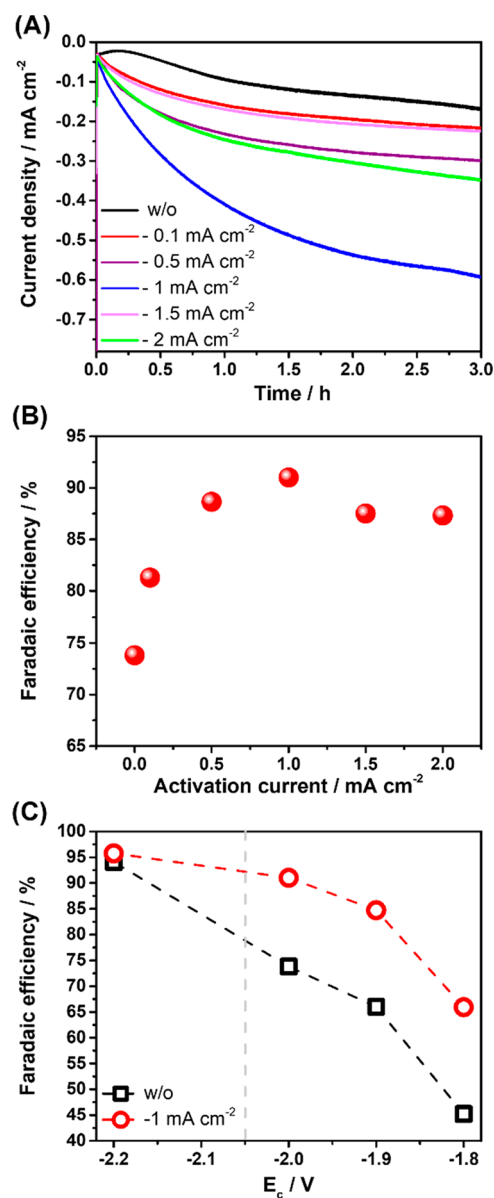 (A)
0.0
-0.1
-0.2
-0.3
-0.4
-0.5
-0.6
-0.7
Current density / mA cm⁻²
w/o
- 0.1 mA cm⁻²
- 0.5 mA cm⁻²
- 1 mA cm⁻²
- 1.5 mA cm⁻²
- 2 mA cm⁻²
0.0 0.5 1.0 1.5 2.0 2.5 3.0
Time / h
(B)
95
90
85
80
75
70
65
Faradaic efficiency / %
0.0 0.5 1.0 1.5 2.0
Activation current / mA cm⁻²
(C)
100
95
90
85
80
75
70
65
60
55
50
45
40
Faradaic efficiency / %
w/o
-1 mA cm⁻²
-2.2 -2.1 -2.0 -1.9 -1.8
E꜀ / V